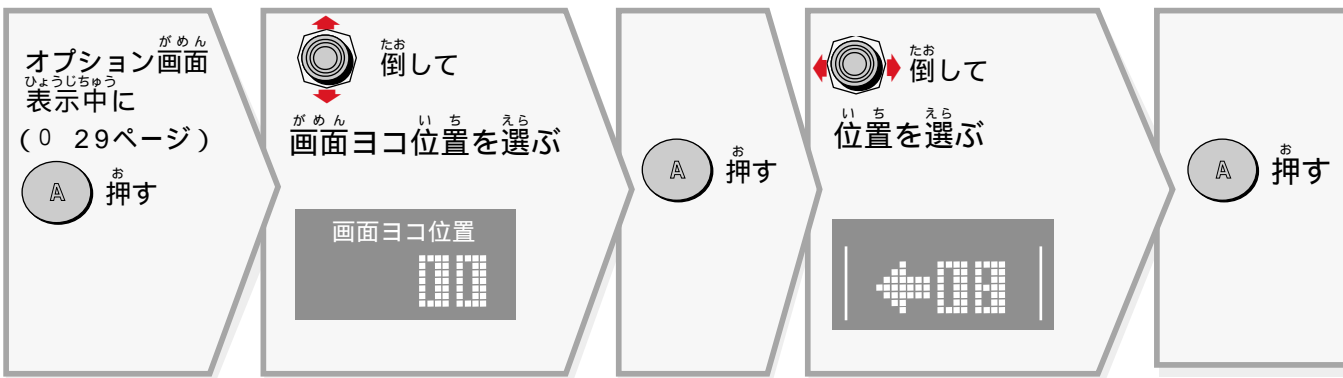 オプション画面
がめん
表示中に
ひょうじちゅう
(0 29ページ)
A 押す
お
倒して
たお
画面ヨコ位置を選ぶ
がめん いち えら
画面ヨコ位置
00
A 押す
お
倒して
たお
位置を選ぶ
いち えら
←08
A 押す
お